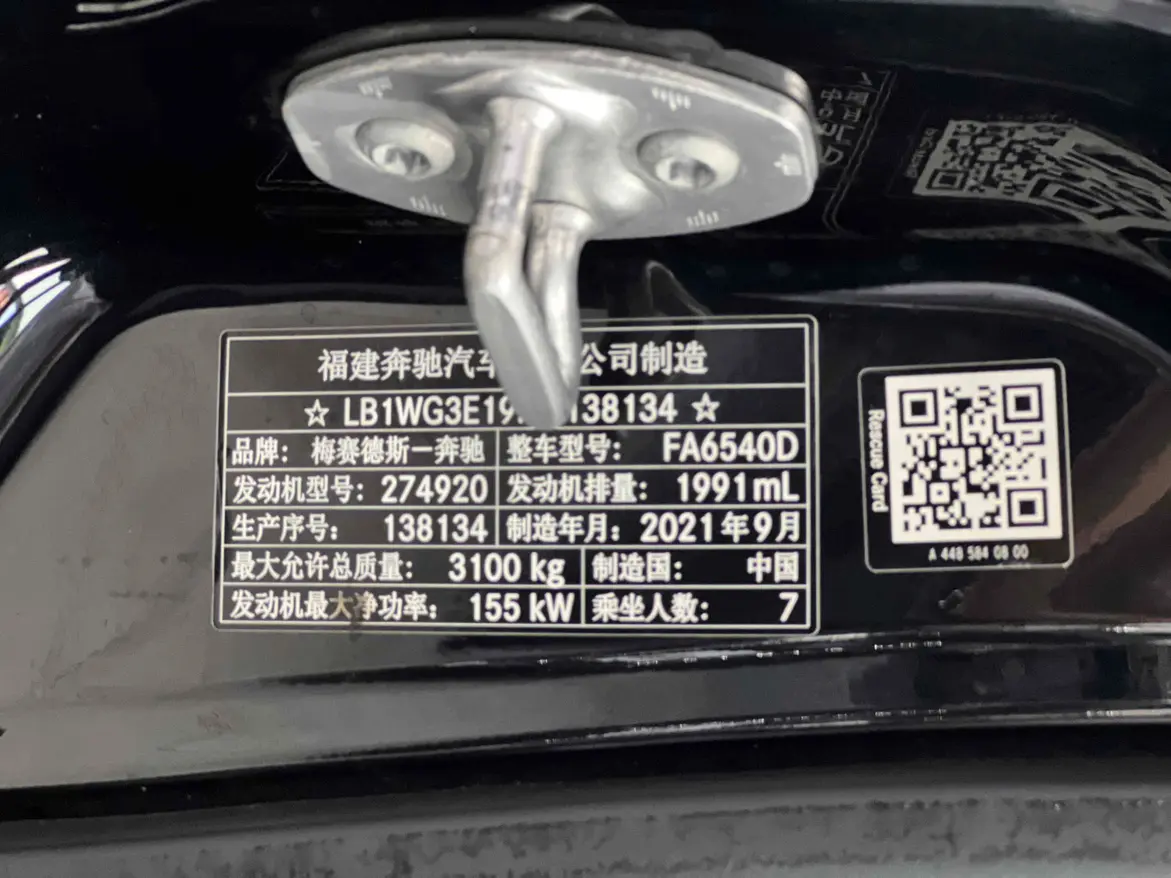 福建奔驰汽车 公司制造
☆ LB1WG3E19 138134 ☆
品牌: 梅赛德斯－奔驰 整车型号: FA6540D
发动机型号: 274920 发动机排量: 1991mL
生产序号: 138134 制造年月: 2021年9月
最大允许总质量: 3100 kg 制造国: 中国
发动机最大净功率: 155 kW 乘坐人数: 7
Rescue Card
A 448 584 08 00